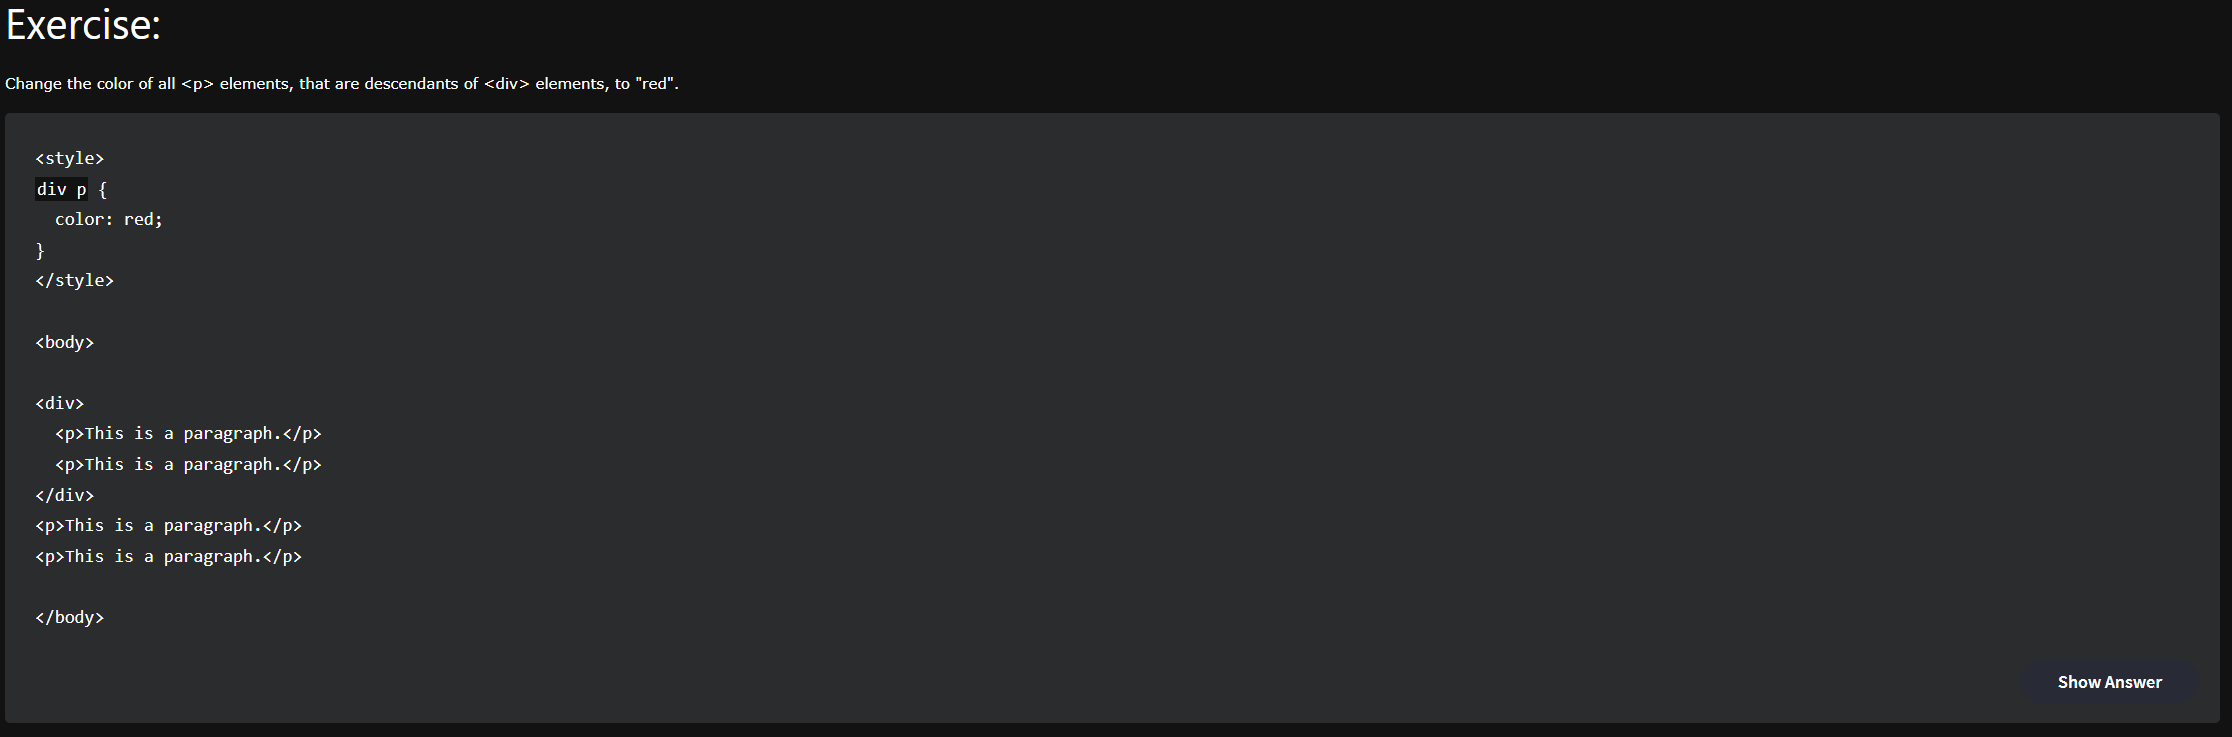 Exercise:
Change the color of all <p> elements, that are descendants of <div> elements, to "red".
<style>
div p {
  color: red;
}
</style>
<body>
<div>
  <p>This is a paragraph.</p>
  <p>This is a paragraph.</p>
</div>
<p>This is a paragraph.</p>
<p>This is a paragraph.</p>
</body>
Show Answer